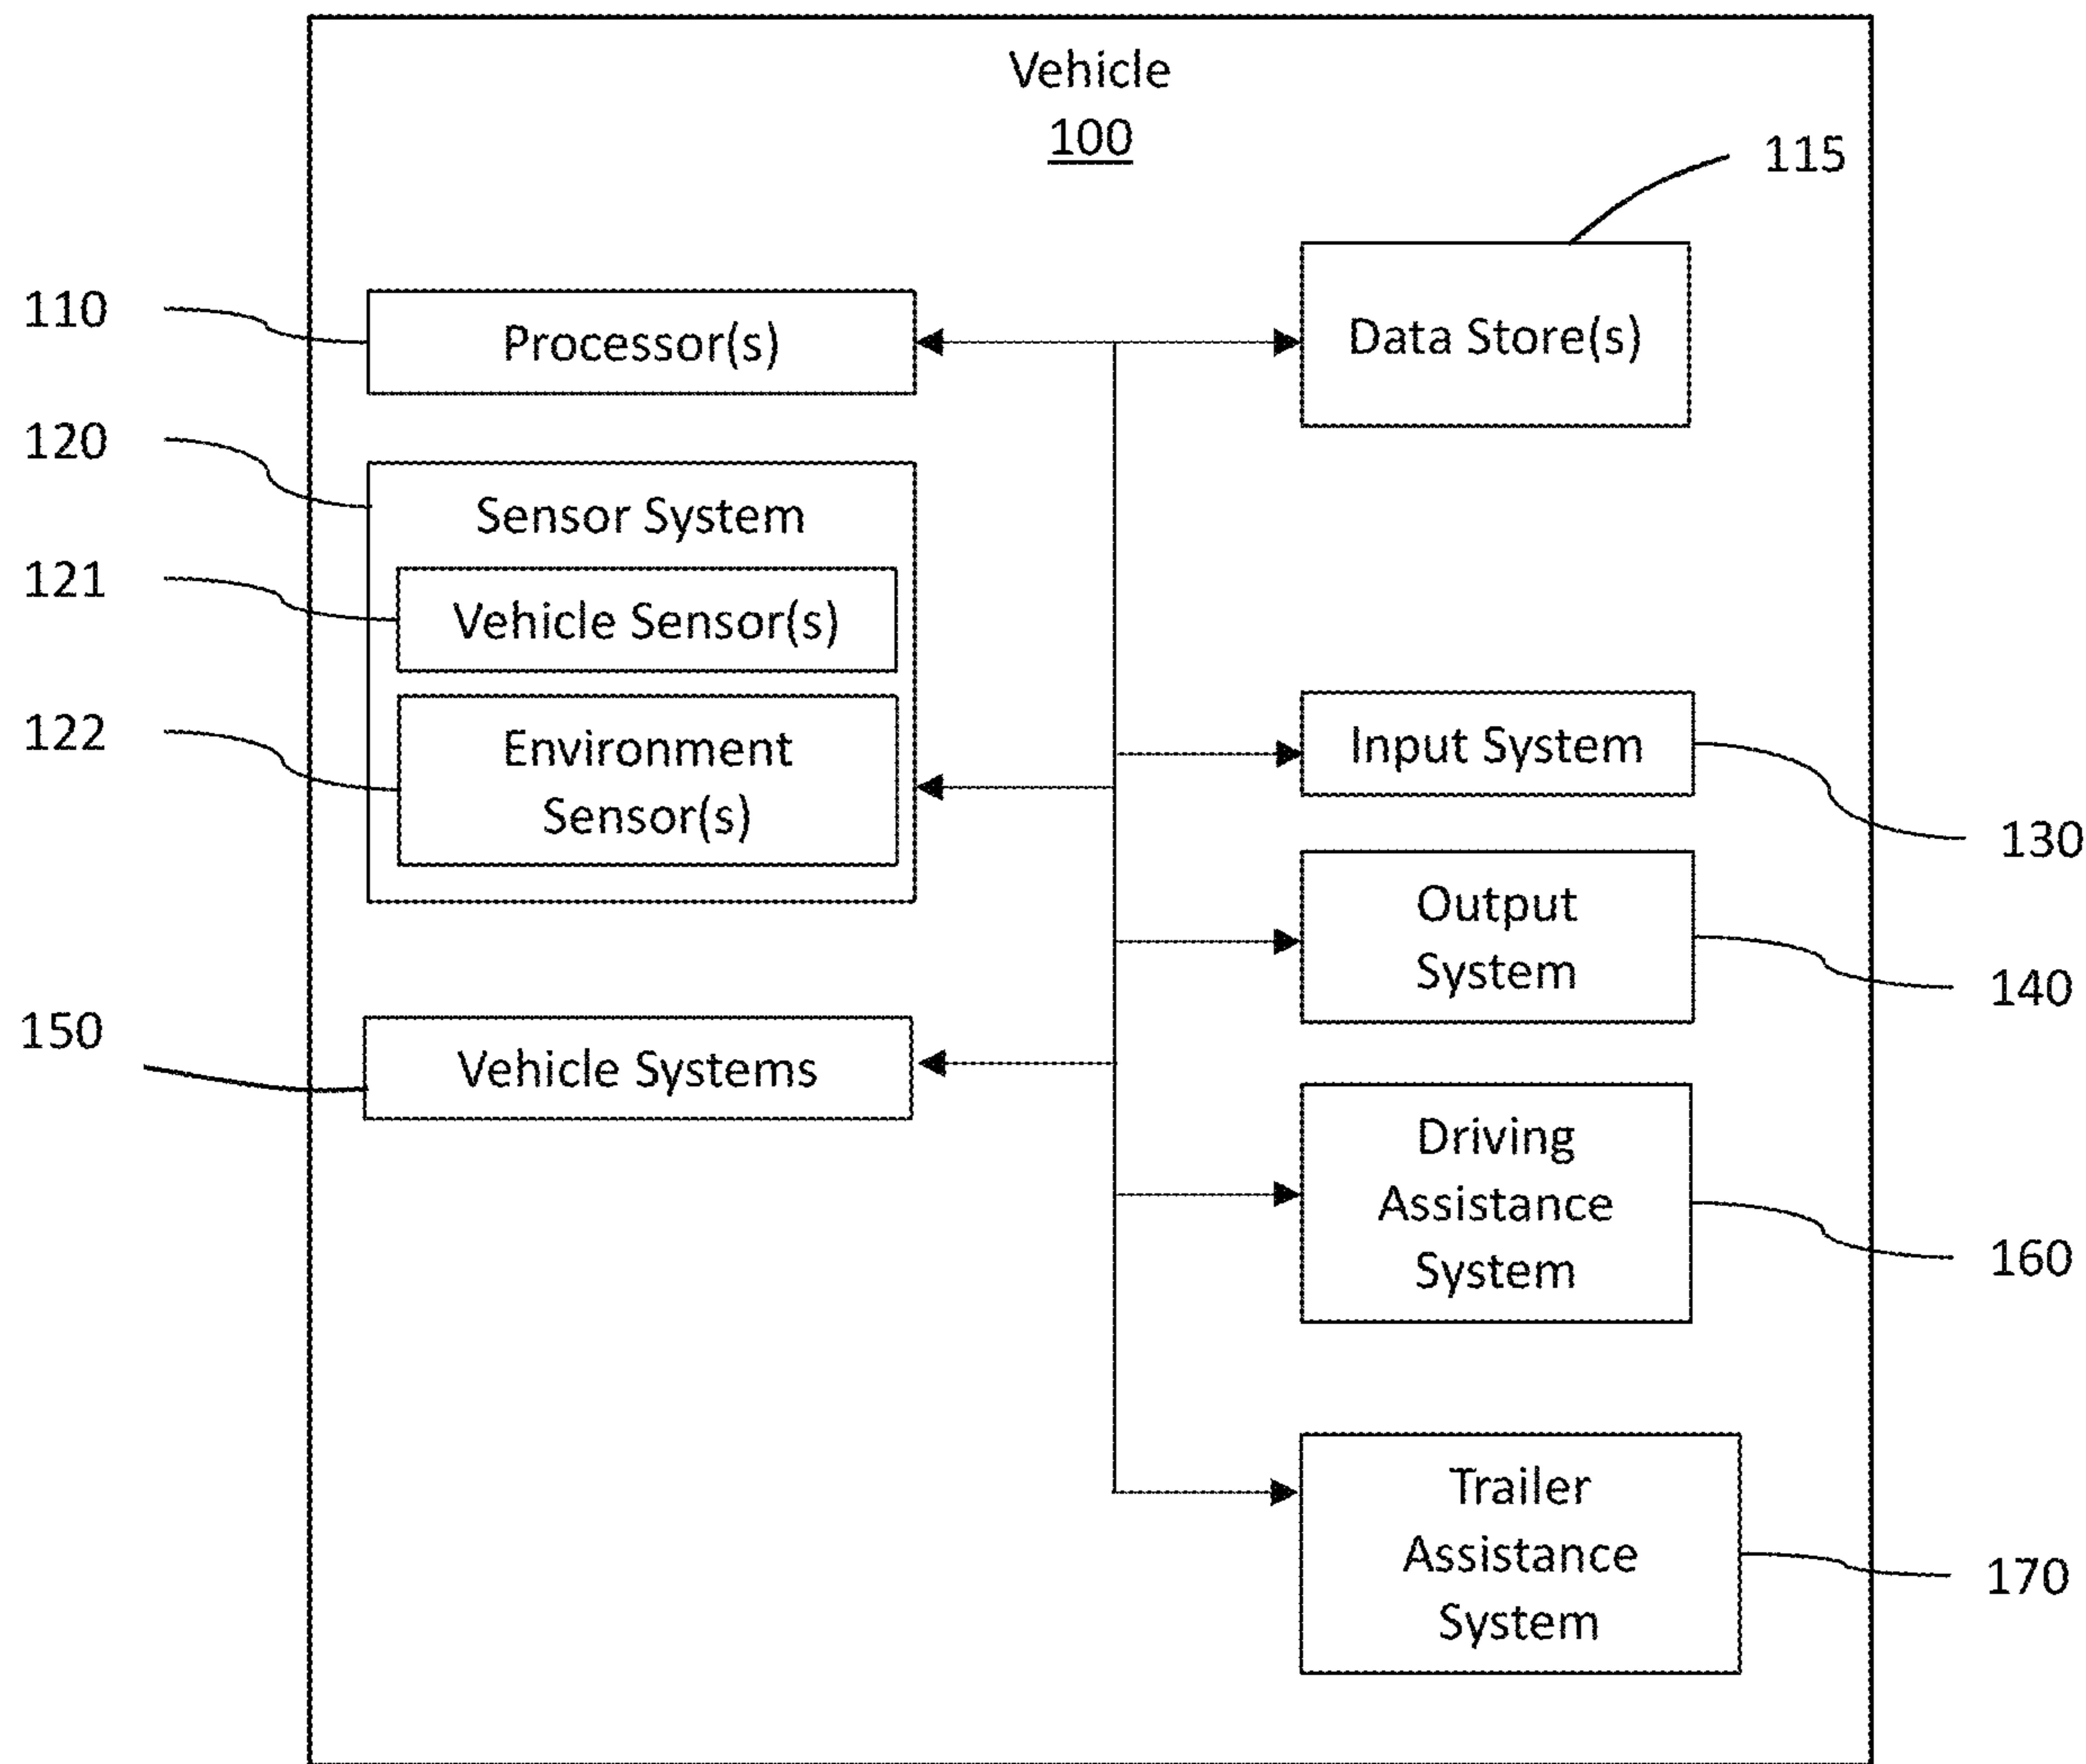 Vehicle
100
115
110
Processor(s)
Data Store(s)
120
Sensor System
121
Vehicle Sensor(s)
122
Environment
Sensor(s)
Input System
130
Output
System
140
150
Vehicle Systems
Driving
Assistance
System
160
Trailer
Assistance
System
170